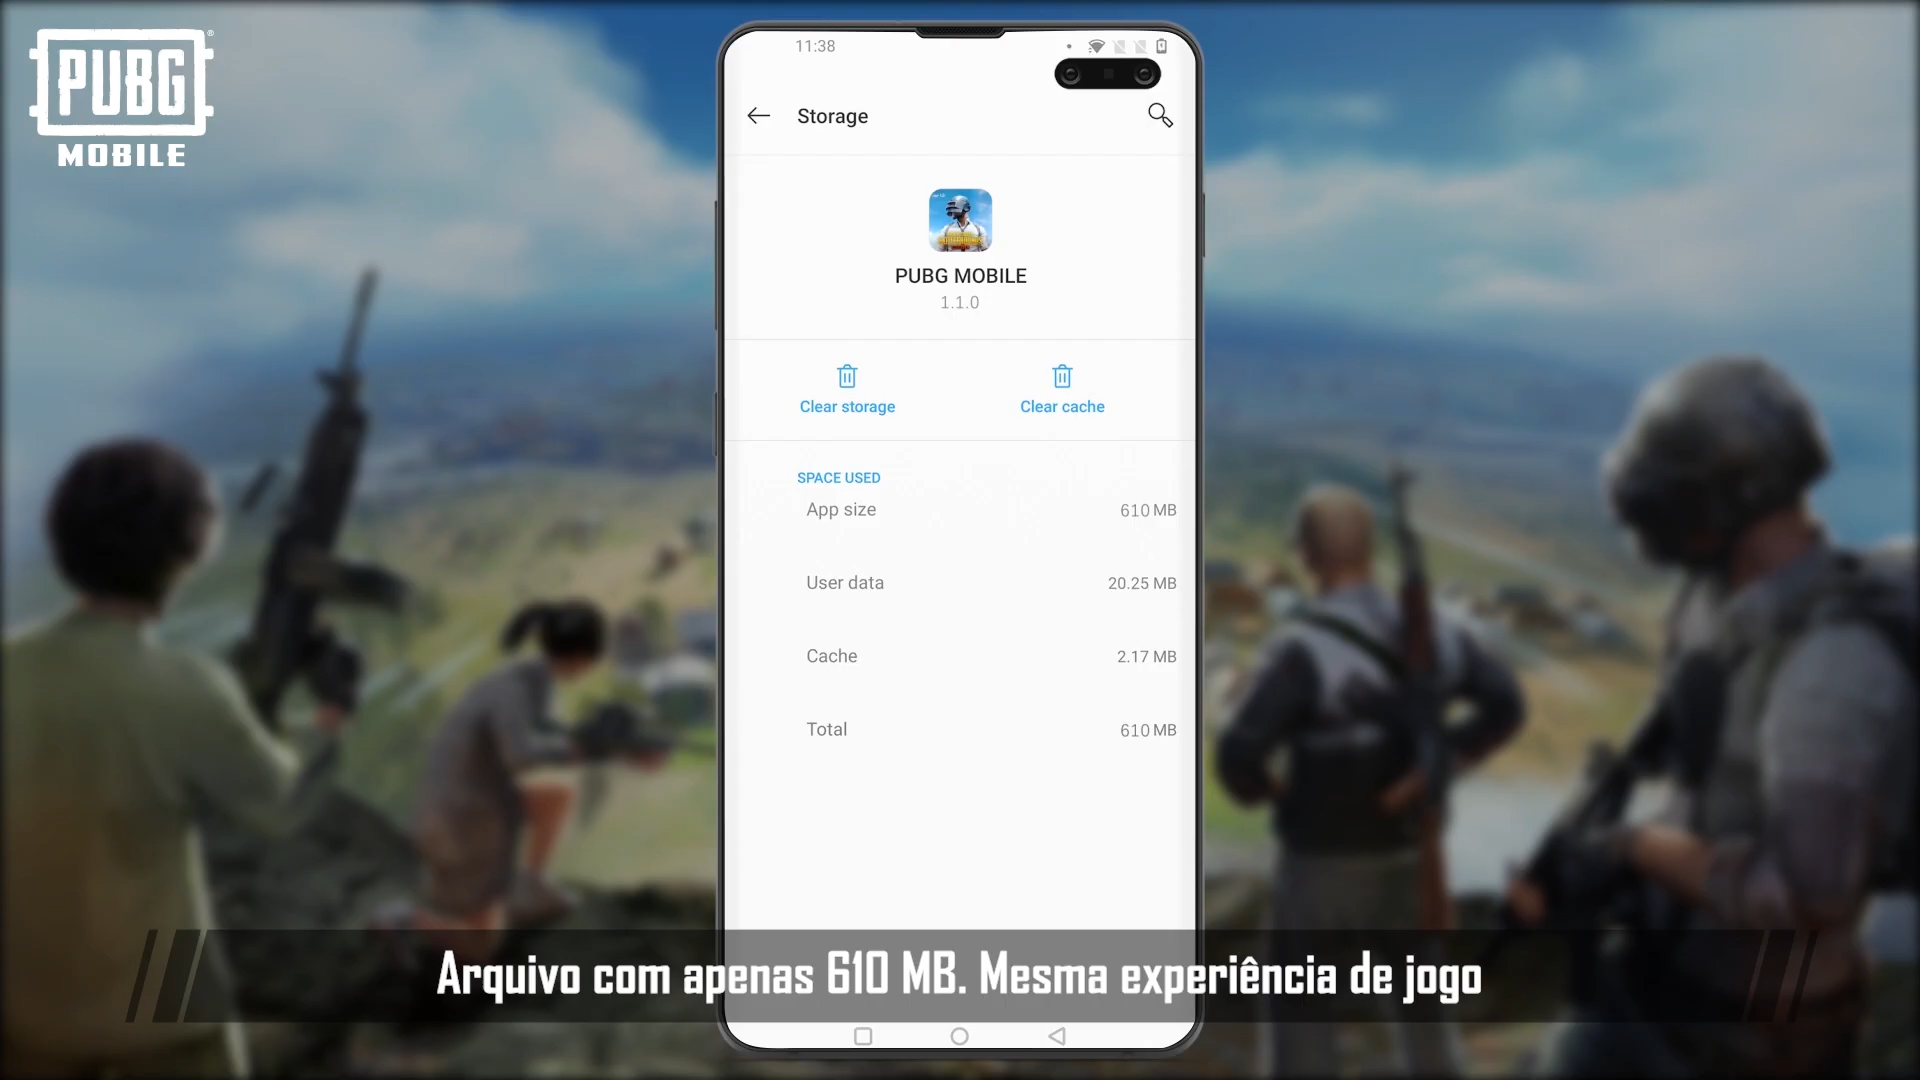 PUBG
MOBILE
11:38
Storage
PUBG MOBILE
1.1.0
Clear storage
Clear cache
SPACE USED
App size
610 MB
User data
20.25 MB
Cache
2.17 MB
Total
610 MB
Arquivo com apenas 610 MB. Mesma experiência de jogo